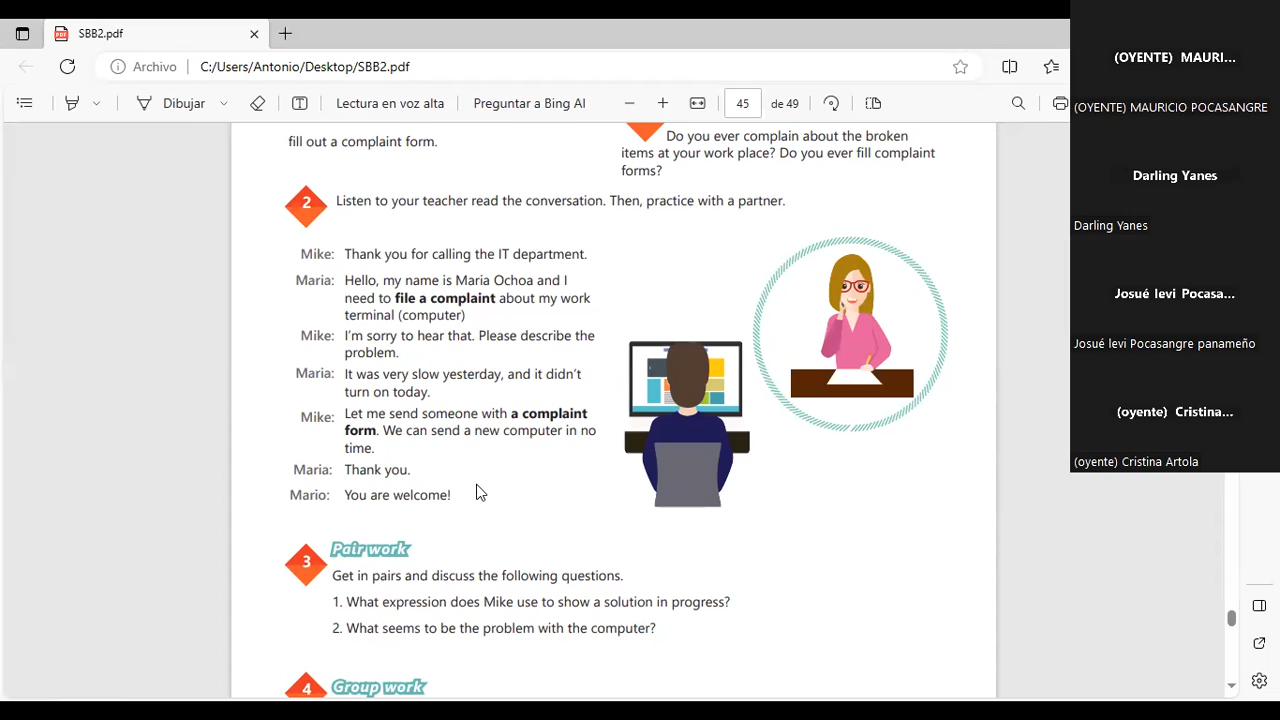 SBB2.pdf
Archivo C:/Users/Antonio/Desktop/SBB2.pdf
Dibujar Lectura en voz alta Preguntar a Bing AI 45 de 49
fill out a complaint form.
Do you ever complain about the broken
items at your work place? Do you ever fill complaint
forms?
2 Listen to your teacher read the conversation. Then, practice with a partner.
Mike: Thank you for calling the IT department.
Maria: Hello, my name is Maria Ochoa and I
need to file a complaint about my work
terminal (computer)
Mike: I'm sorry to hear that. Please describe the
problem.
Maria: It was very slow yesterday, and it didn't
turn on today.
Mike: Let me send someone with a complaint
form. We can send a new computer in no
time.
Maria: Thank you.
Mario: You are welcome!
3 Pair work
Get in pairs and discuss the following questions.
1. What expression does Mike use to show a solution in progress?
2. What seems to be the problem with the computer?
4 Group work
(OYENTE) MAURI...
(OYENTE) MAURICIO POCASANGRE
Darling Yanes
Darling Yanes
Josué levi Pocasa...
Josué levi Pocasangre panameño
(oyente) Cristina...
(oyente) Cristina Artola